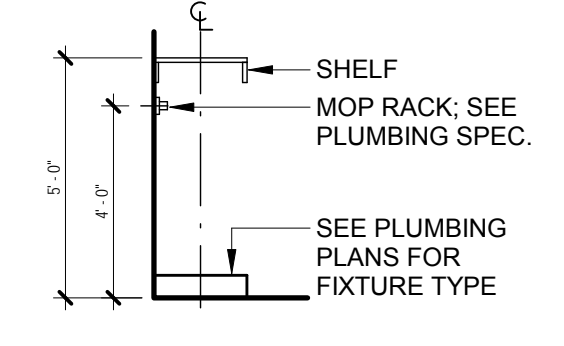 ℄
SHELF
MOP RACK; SEE
PLUMBING SPEC.
5' - 0"
4' - 0"
SEE PLUMBING
PLANS FOR
FIXTURE TYPE